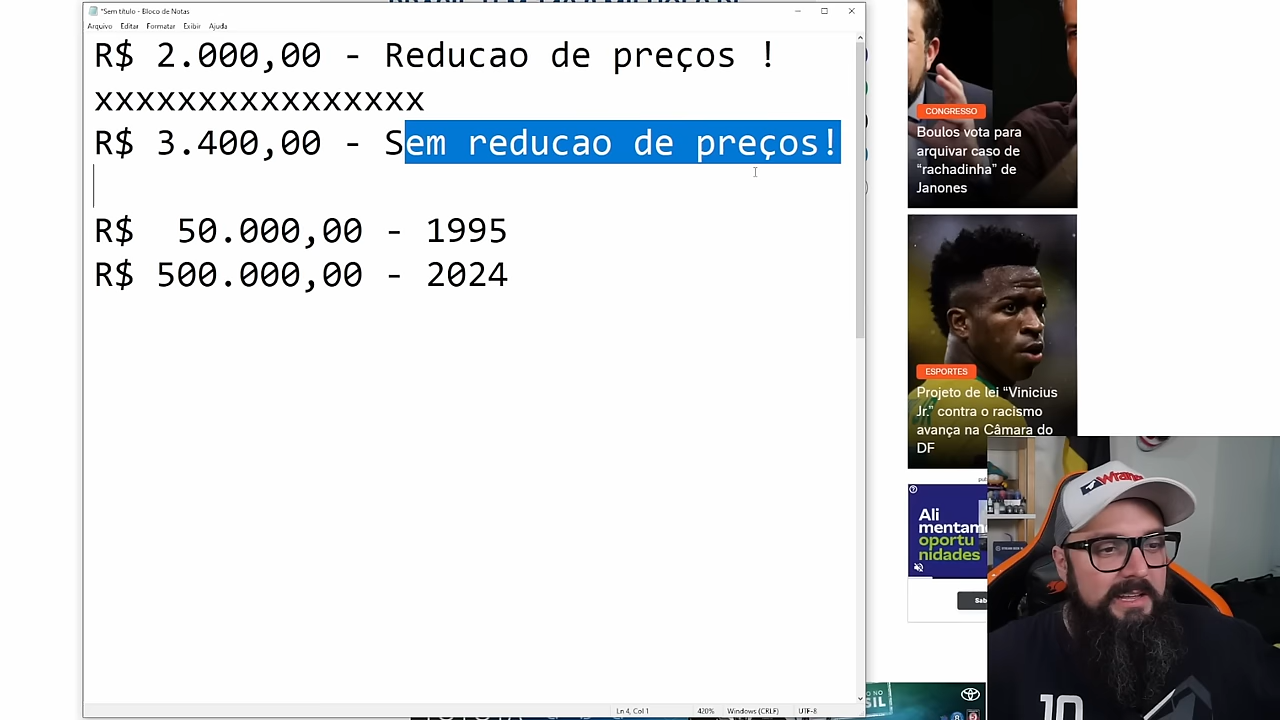 *Sem título - Bloco de Notas
Arquivo Editar Formatar Exibir Ajuda
R$ 2.000,00 - Reducao de preços !
xxxxxxxxxxxxxxxx
R$ 3.400,00 - Sem reducao de preços!
R$  50.000,00 - 1995
R$ 500.000,00 - 2024
Ln 4, Col 1
420%
Windows (CRLF)
UTF-8
CONGRESSO
Boulos vota para
arquivar caso de
“rachadinha” de
Janones
ESPORTES
Projeto de lei “Vinicius
Jr.” contra o racismo
avança na Câmara do
DF
Ali
mentam
oportu
nidades
Sab
10